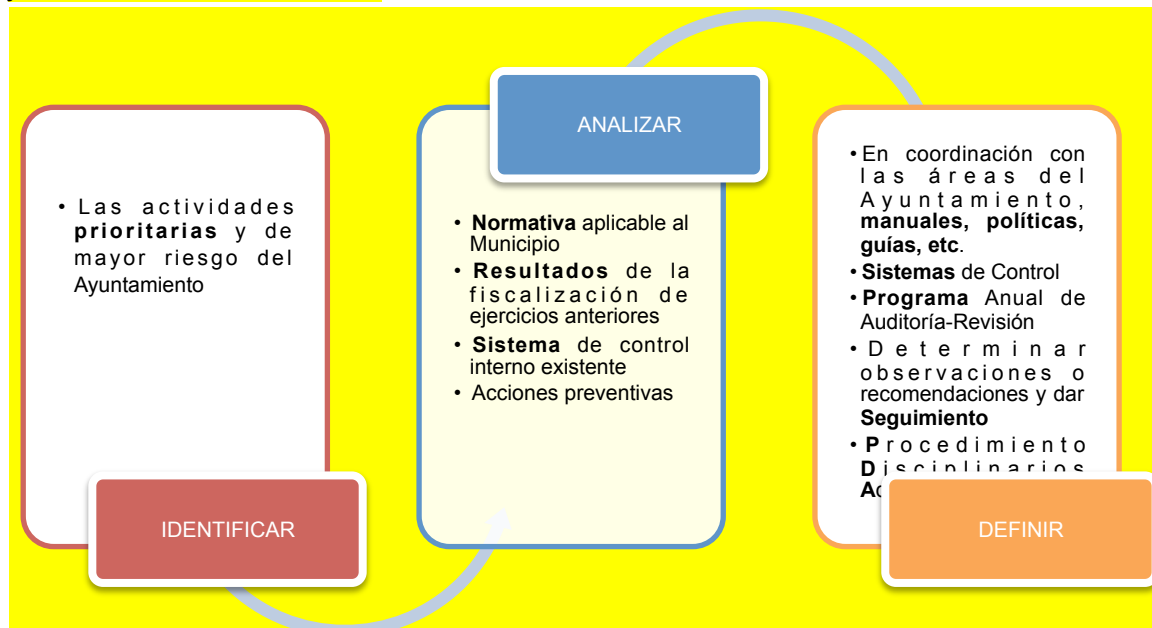 • Las actividades
prioritarias y de
mayor riesgo del
Ayuntamiento
IDENTIFICAR
ANALIZAR
• Normativa aplicable al
Municipio
• Resultados de la
fiscalización de
ejercicios anteriores
• Sistema de control
interno existente
• Acciones preventivas
• En coordinación con
las áreas del
Ayuntamiento,
manuales, políticas,
guías, etc.
• Sistemas de Control
• Programa Anual de
Auditoría-Revisión
• Determinar
observaciones o
recomendaciones y dar
Seguimiento
• Procedimiento
Disciplinarios
DEFINIR